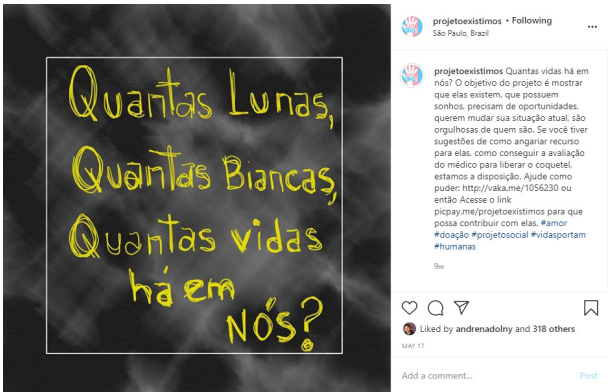 Quantas Lunas,
Quantas Biancas,
Quantas vidas
há em
NÓS?
projetoexistimos • Following
São Paulo, Brazil
projetoexistimos Quantas vidas há em
nós? O objetivo do projeto é mostrar
que elas existem, que possuem
sonhos, precisam de oportunidades,
querem mudar sua situação atual, são
orgulhosas de quem são. Se você tiver
sugestões de como angariar recurso
para elas, como conseguir a avaliação
do médico para liberar o coquetel,
estamos a disposição. Ajude como
puder: http://vaka.me/1056230 ou
então Acesse o link
picpay.me/projetoexistimos para que
possa contribuir com elas. #amor
#doação #projetosocial #vidasportam
#humanas
9w
Liked by andrenadolny and 318 others
MAY 17
Add a comment...
Post